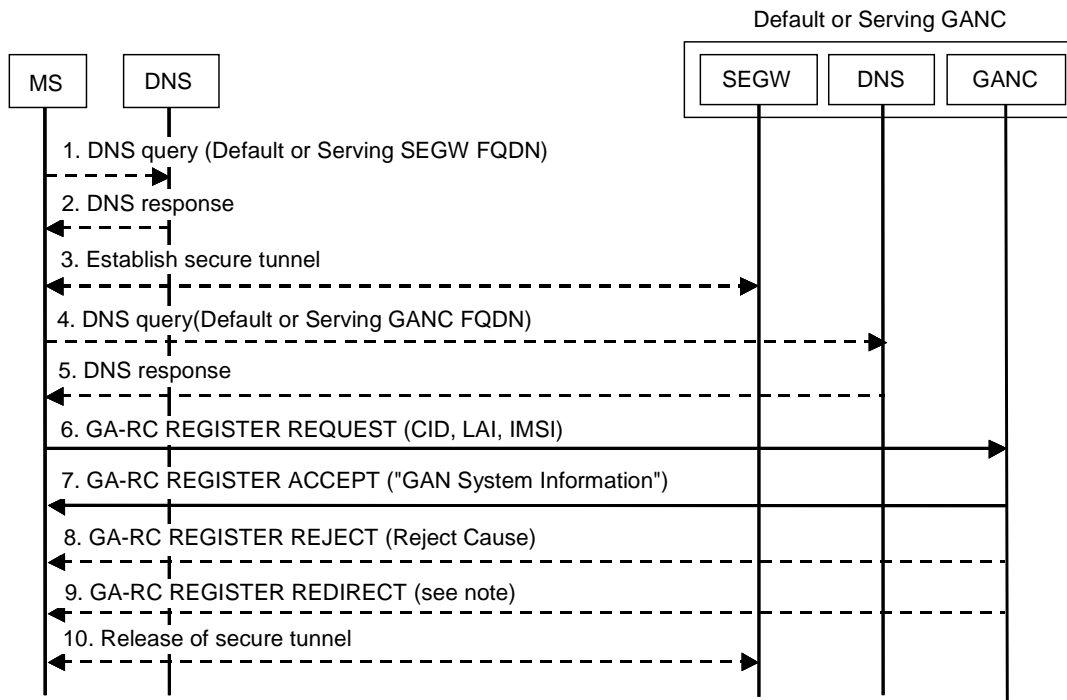 Default or Serving GANC
MS
DNS
SEGW
DNS
GANC
1. DNS query (Default or Serving SEGW FQDN)
2. DNS response
3. Establish secure tunnel
4. DNS query(Default or Serving GANC FQDN)
5. DNS response
6. GA-RC REGISTER REQUEST (CID, LAI, IMSI)
7. GA-RC REGISTER ACCEPT ("GAN System Information")
8. GA-RC REGISTER REJECT (Reject Cause)
9. GA-RC REGISTER REDIRECT (see note)
10. Release of secure tunnel